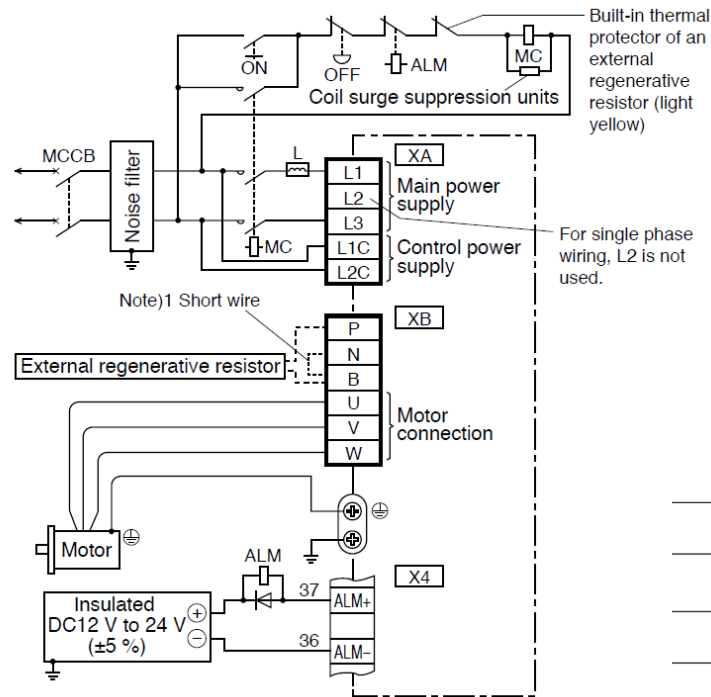 Built-in thermal
protector of an
external
regenerative
resistor (light
yellow)
ON
OFF
ALM
MC
Coil surge suppression units
MCCB
Noise filter
L
XA
L1
L2
L3
L1C
L2C
Main power
supply
Control power
supply
MC
For single phase
wiring, L2 is not
used.
Note)1 Short wire
XB
P
N
B
U
V
W
External regenerative resistor
Motor
connection
Motor
ALM
X4
Insulated
DC12 V to 24 V
(±5 %)
+
−
37
ALM+
36
ALM−